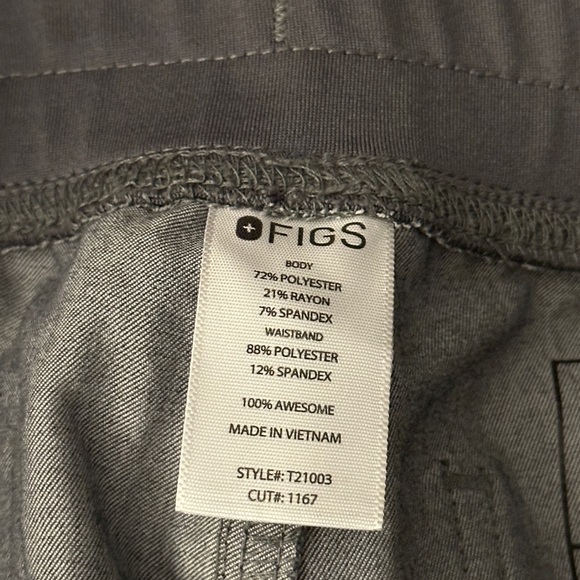 FIGS
BODY
72% POLYESTER
21% RAYON
7% SPANDEX
WAISTBAND
88% POLYESTER
12% SPANDEX
100% AWESOME
MADE IN VIETNAM
STYLE#: T21003
CUT#: 1167